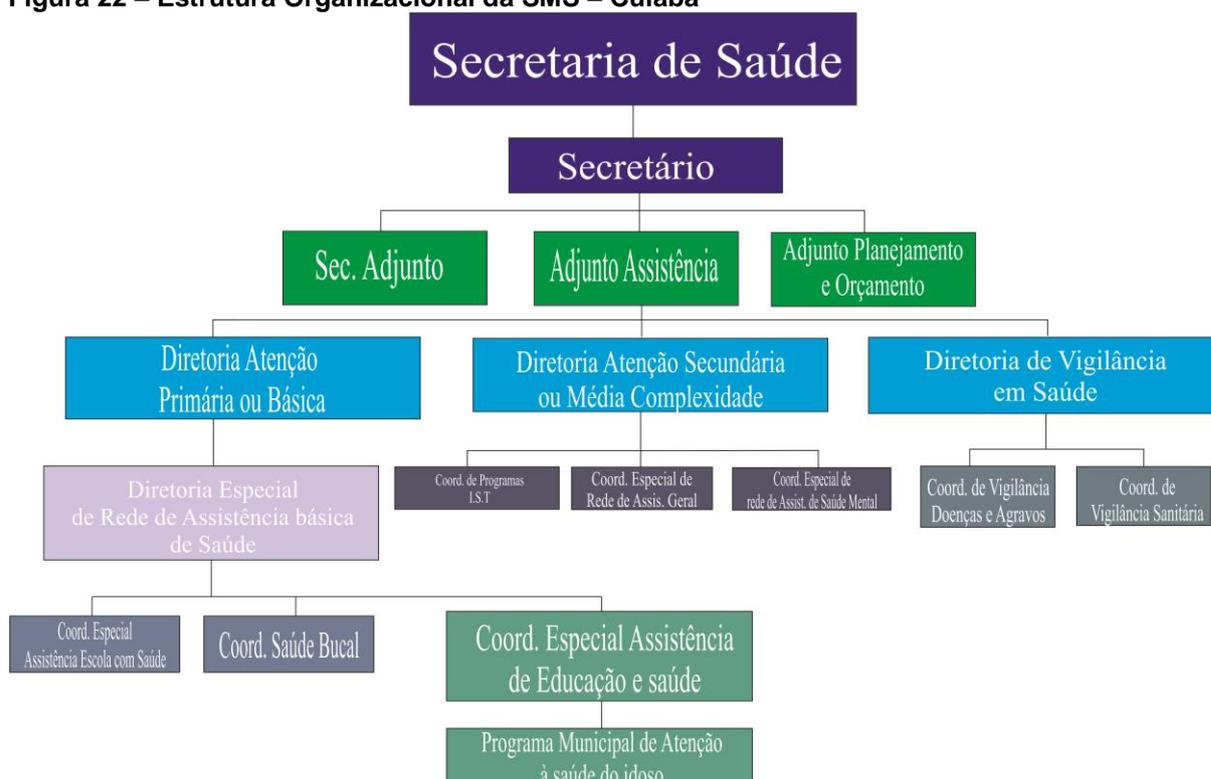 Figura 22 – Estrutura Organizacional da SMS – Cuiabá
Secretaria de Saúde
Secretário
Sec. Adjunto
Adjunto Assistência
Adjunto Planejamento
e Orçamento
Diretoria Atenção
Primária ou Básica
Diretoria Atenção Secundária
ou Média Complexidade
Diretoria de Vigilância
em Saúde
Diretoria Especial
de Rede de Assistência básica
de Saúde
Coord. de Programas
I.S.T
Coord. Especial de
Rede de Assis. Geral
Coord. Especial de
rede de Assist. de Saúde Mental
Coord. de Vigilância
Doenças e Agravos
Coord. de
Vigilância Sanitária
Coord. Especial
Assistência Escola com Saúde
Coord. Saúde Bucal
Coord. Especial Assistência
de Educação e saúde
Programa Municipal de Atenção
à saúde do idoso